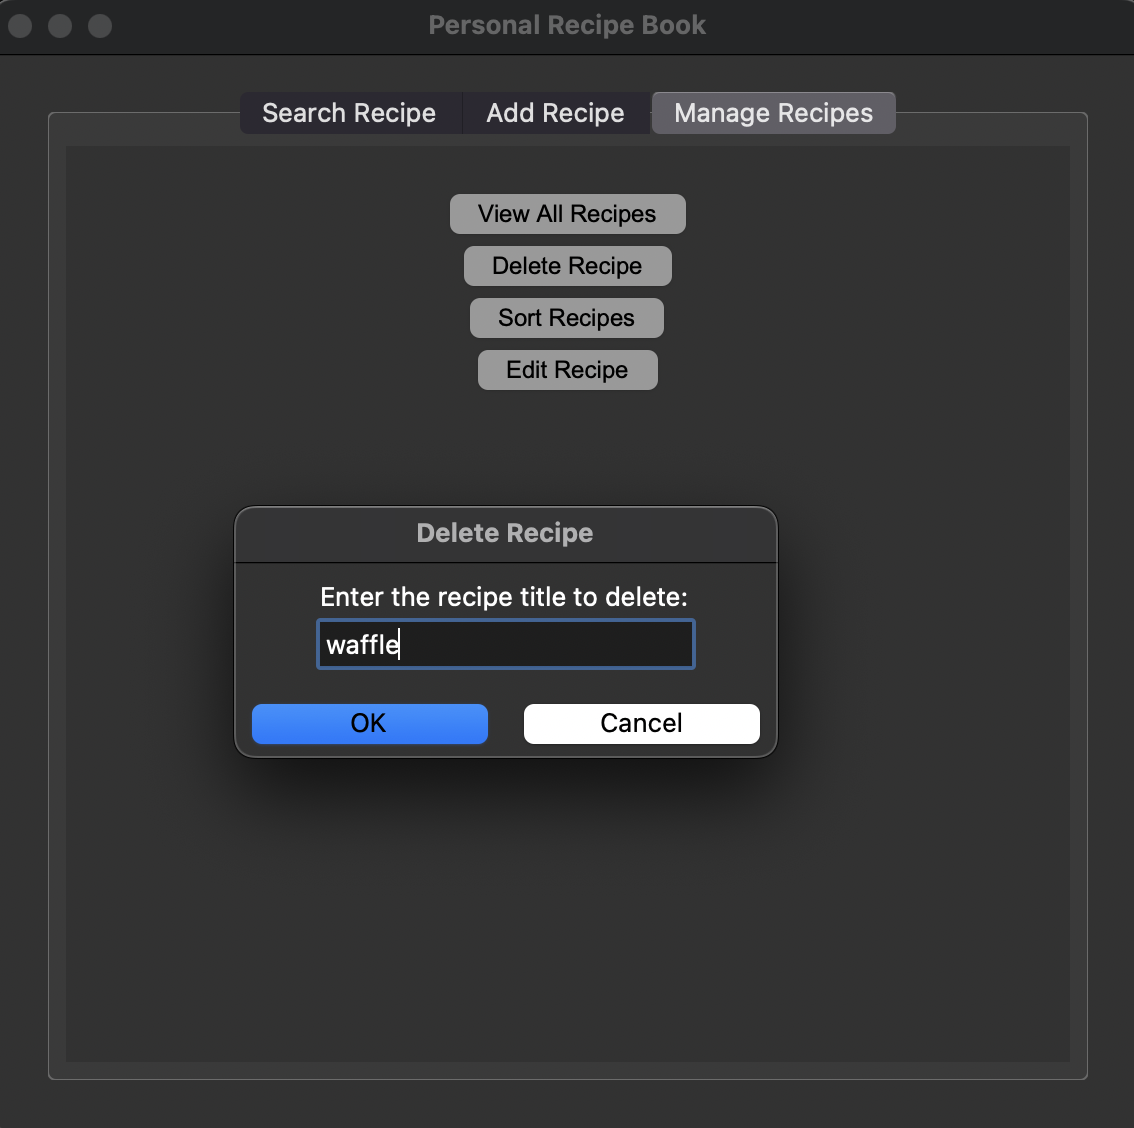 Personal Recipe Book
Search Recipe Add Recipe Manage Recipes
View All Recipes
Delete Recipe
Sort Recipes
Edit Recipe
Delete Recipe
Enter the recipe title to delete:
waffle
OK Cancel